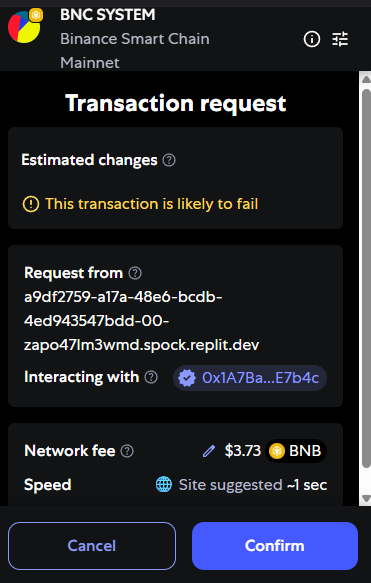 BNC SYSTEM
Binance Smart Chain
Mainnet
Transaction request
Estimated changes
This transaction is likely to fail
Request from
a9df2759-a17a-48e6-bcdb-
4ed943547bdd-00-
zapo47lm3wmd.spock.replit.dev
Interacting with 0x1A7Ba...E7b4c
Network fee $3.73 BNB
Speed Site suggested ~1 sec
Cancel Confirm